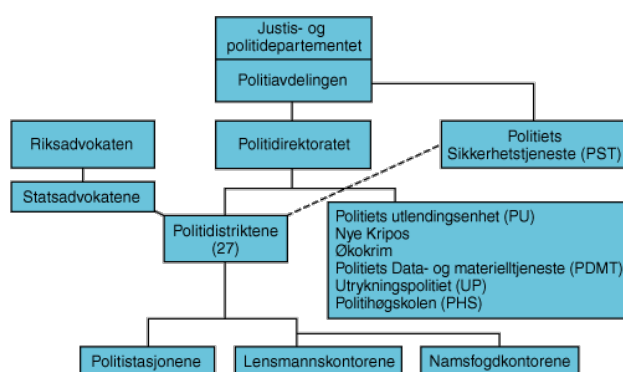 Justis- og
politidepartementet
Politiavdelingen
Riksadvokaten
Politidirektoratet
Politiets
Sikkerhetstjeneste (PST)
Statsadvokatene
Politidistriktene
(27)
Politiets utlendingsenhet (PU)
Nye Kripos
Økokrim
Politiets Data- og materielltjeneste (PDMT)
Utrykningspolitiet (UP)
Politihøgskolen (PHS)
Politistasjonene
Lensmannskontorene
Namsfogdkontorene